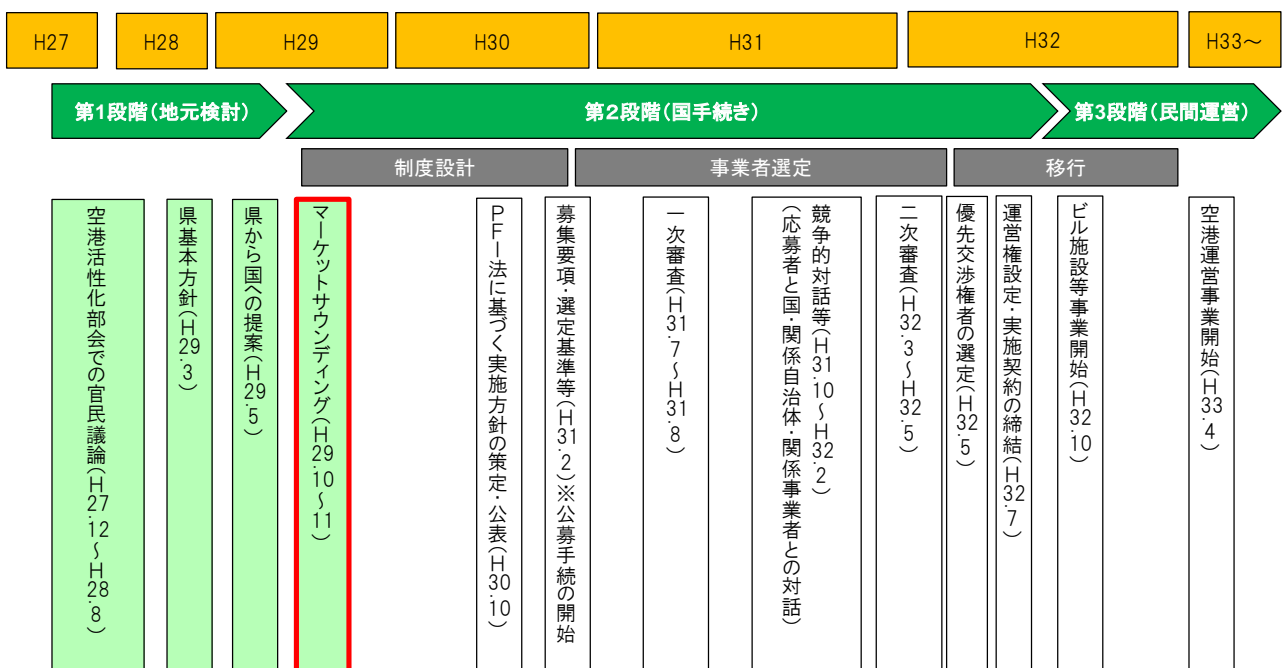 H27
H28
H29
H30
H31
H32
H33～
第1段階(地元検討)
第2段階(国手続き)
第3段階(民間運営)
制度設計
事業者選定
移行
空港活性化部会での官民議論(H27.12～H28.8)
県基本方針(H29.3)
県から国への提案(H29.5)
マーケットサウンディング(H29.10～11)
PFI法に基づく実施方針の策定・公表(H30.10)
募集要項・選定基準等(H31.2)※公募手続の開始
一次審査(H31.7～H31.8)
競争的対話等(H31.10～H32.2)
(応募者と国・関係自治体・関係事業者との対話)
二次審査(H32.3～H32.5)
優先交渉権者の選定(H32.5)
運営権設定・実施契約の締結(H32.7)
ビル施設等事業開始(H32.10)
空港運営事業開始(H33.4)